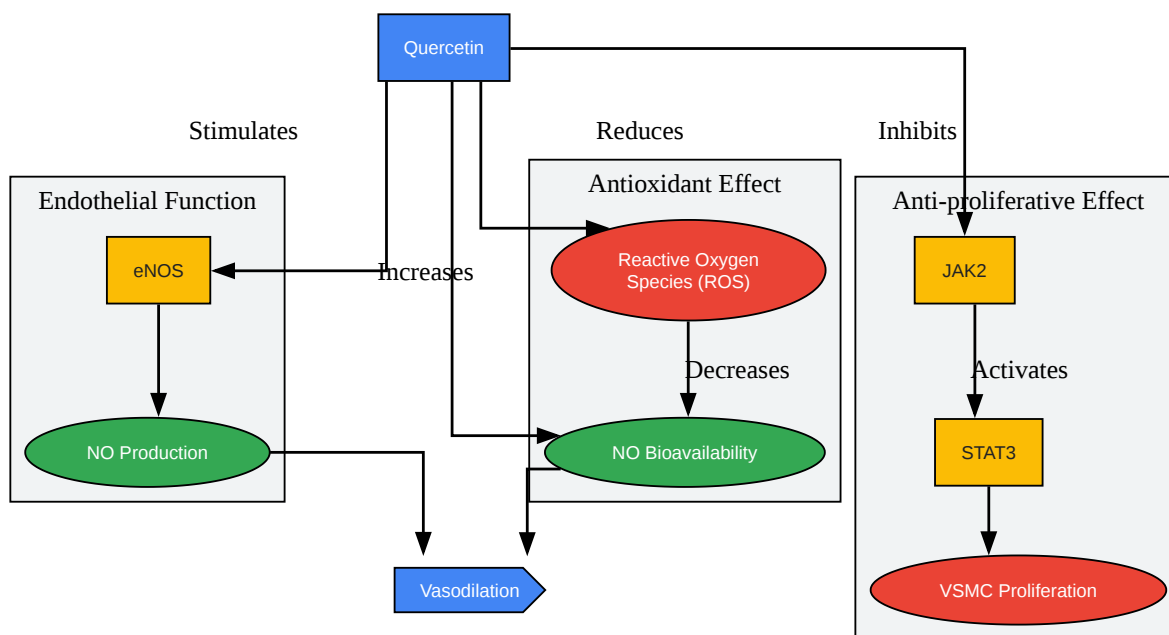 Quercetin
Stimulates
Reduces
Inhibits
Endothelial Function
Antioxidant Effect
Anti-proliferative Effect
eNOS
Increases
Reactive Oxygen
Species (ROS)
JAK2
Decreases
Activates
NO Production
NO Bioavailability
STAT3
Vasodilation
VSMC Proliferation